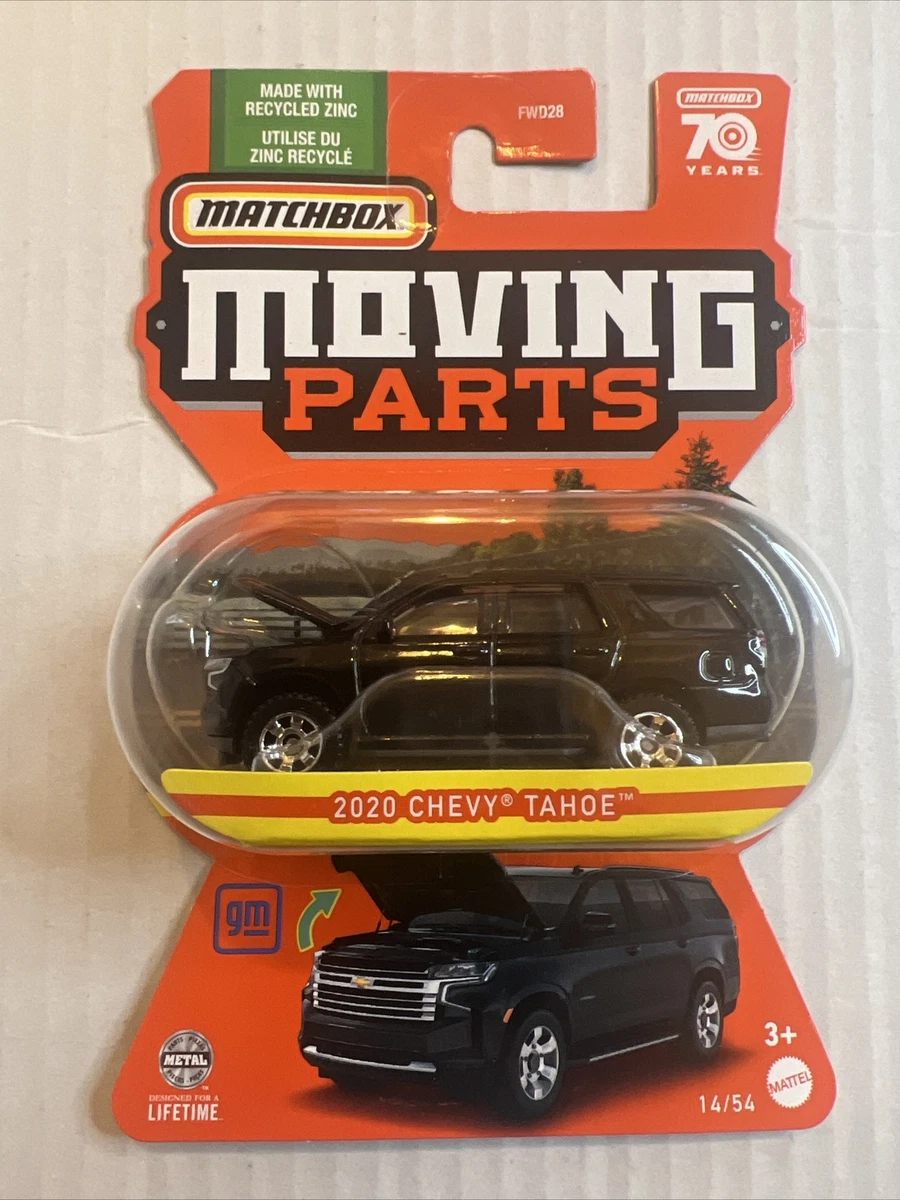 MADE WITH
RECYCLED ZINC
UTILISE DU
ZINC RECYCLÉ
FWD28
MATCHBOX
70
YEARS
MATCHBOX
MOVING
PARTS
2020 CHEVY® TAHOE™
gm
METAL
DESIGNED FOR A
LIFETIME™
3+
MATTEL
14/54